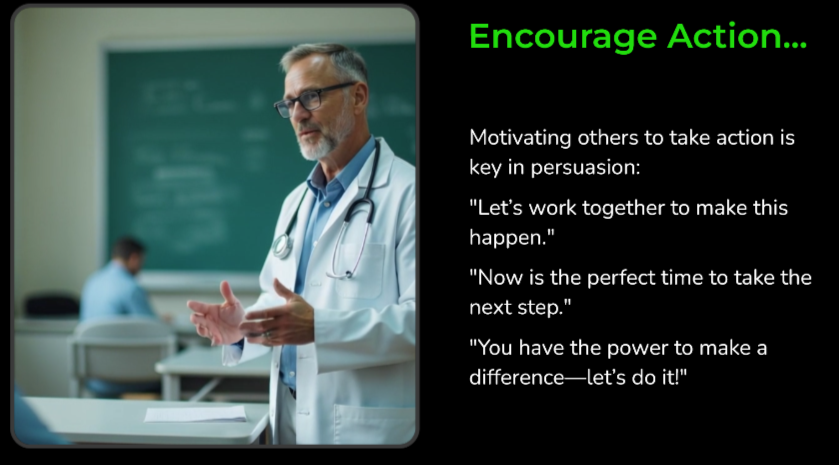 Encourage Action...
Motivating others to take action is
key in persuasion:
"Let’s work together to make this
happen."
"Now is the perfect time to take the
next step."
"You have the power to make a
difference—let’s do it!"